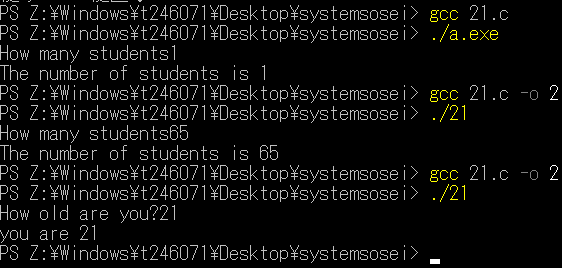 PS Z:¥Windows¥t246071¥Desktop¥systemsosei> gcc 21.c
PS Z:¥Windows¥t246071¥Desktop¥systemsosei> ./a.exe
How many students1
The number of students is 1
PS Z:¥Windows¥t246071¥Desktop¥systemsosei> gcc 21.c -o 2
PS Z:¥Windows¥t246071¥Desktop¥systemsosei> ./21
How many students65
The number of students is 65
PS Z:¥Windows¥t246071¥Desktop¥systemsosei> gcc 21.c -o 2
PS Z:¥Windows¥t246071¥Desktop¥systemsosei> ./21
How old are you?21
you are 21
PS Z:¥Windows¥t246071¥Desktop¥systemsosei>